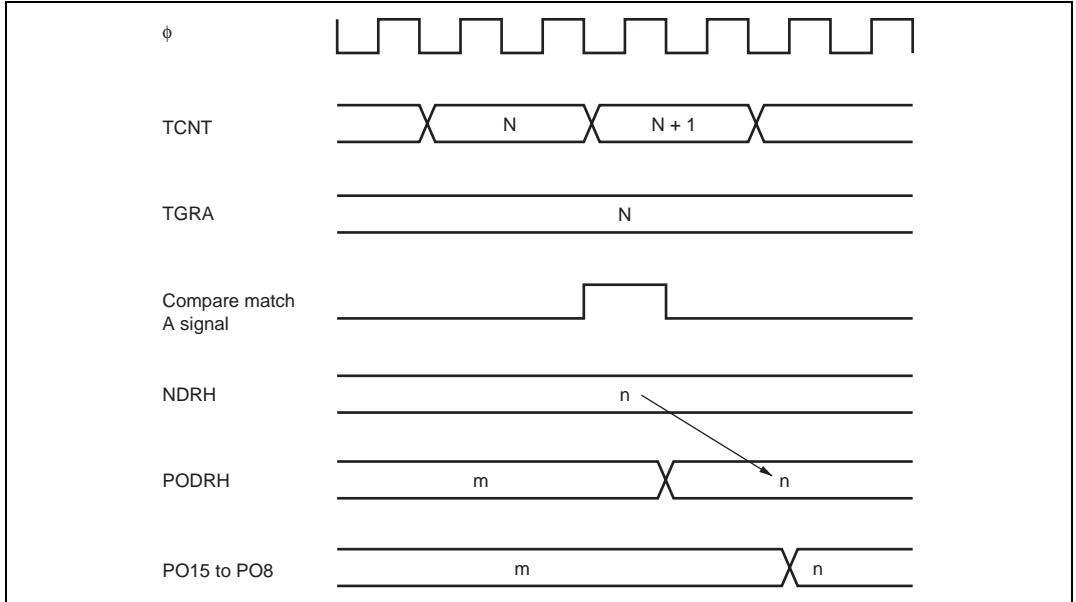 ϕ
TCNT
N
N + 1
TGRA
N
Compare match
A signal
NDRH
n
PODRH
m
n
PO15 to PO8
m
n